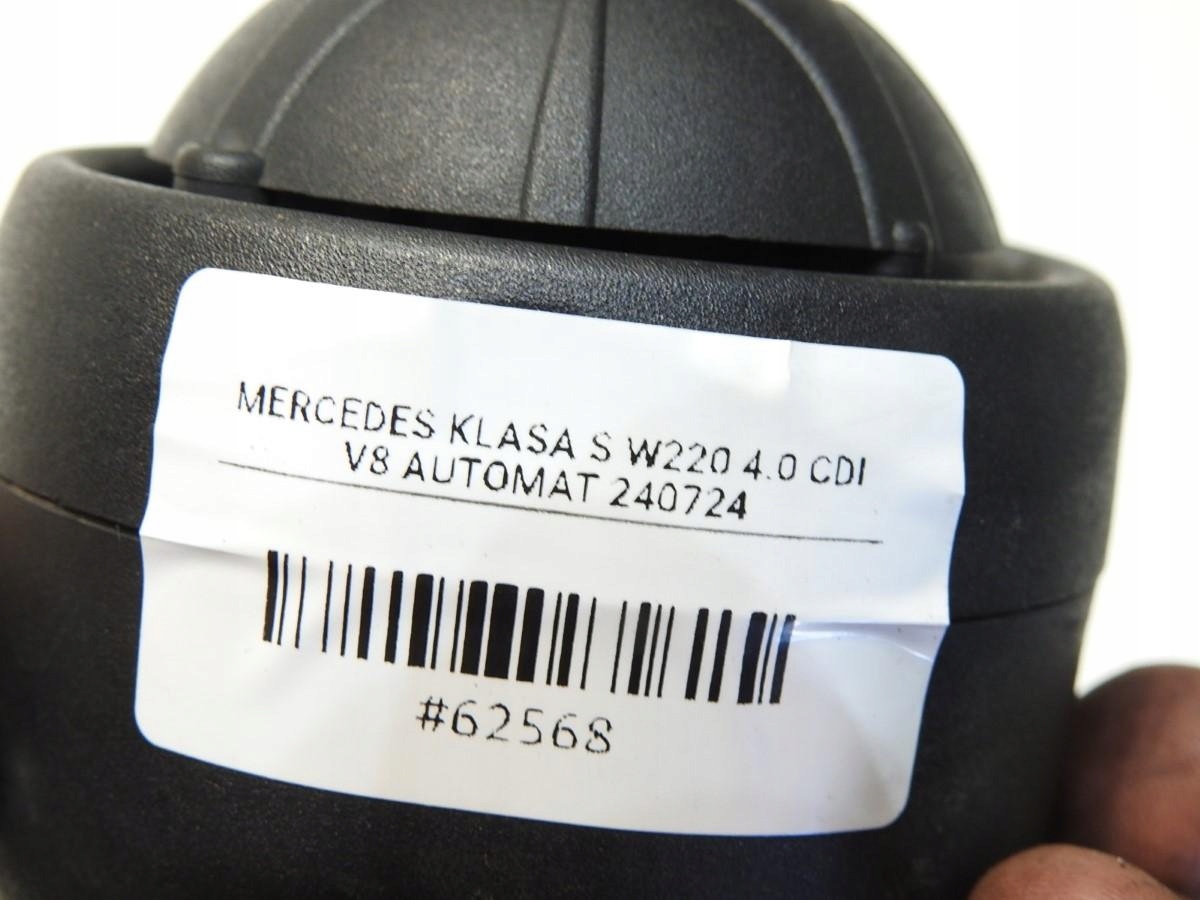 MERCEDES KLASA S W220 4.0 CDI
V8 AUTOMAT 240724
#62568